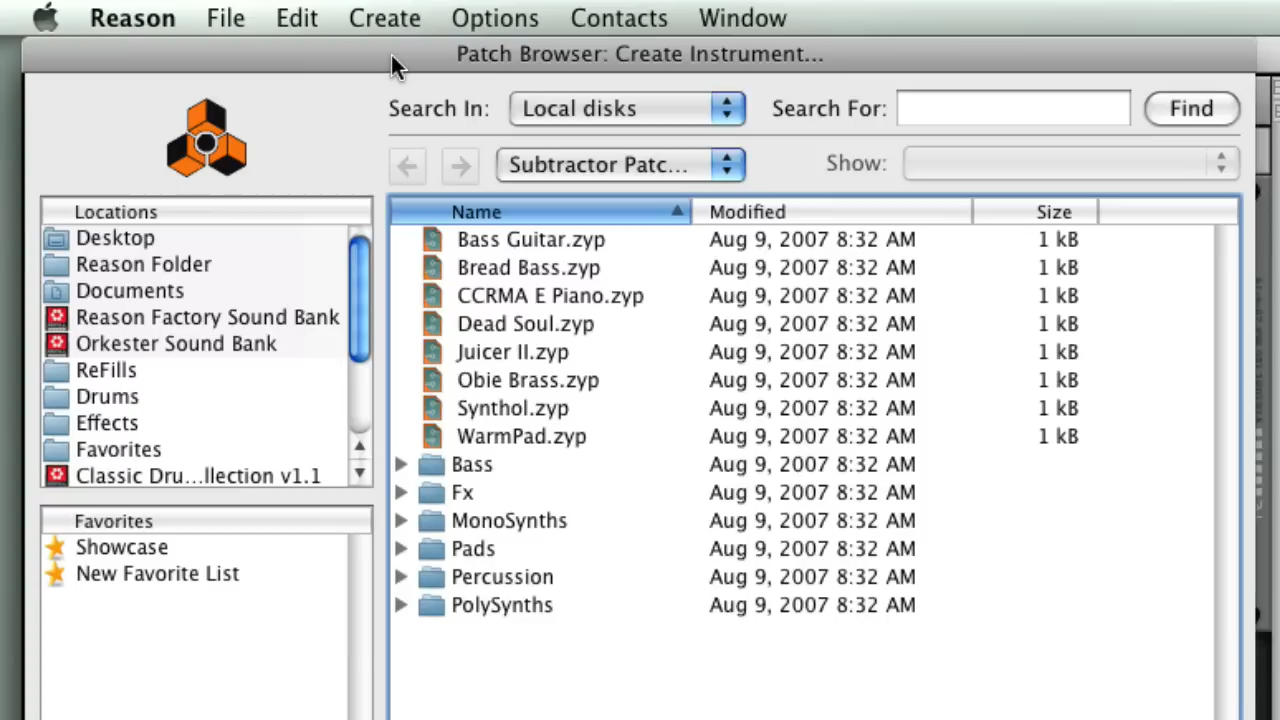 Reason File Edit Create Options Contacts Window
Patch Browser: Create Instrument...
Search In: Local disks Search For: Find
Subtractor Patc... Show:
Locations
Desktop
Reason Folder
Documents
Reason Factory Sound Bank
Orkester Sound Bank
ReFills
Drums
Effects
Favorites
Classic Dru...llection v1.1
Favorites
Showcase
New Favorite List
Name Modified Size
Bass Guitar.zyp Aug 9, 2007 8:32 AM 1 kB
Bread Bass.zyp Aug 9, 2007 8:32 AM 1 kB
CCRMA E Piano.zyp Aug 9, 2007 8:32 AM 1 kB
Dead Soul.zyp Aug 9, 2007 8:32 AM 1 kB
Juicer II.zyp Aug 9, 2007 8:32 AM 1 kB
Obie Brass.zyp Aug 9, 2007 8:32 AM 1 kB
Synthol.zyp Aug 9, 2007 8:32 AM 1 kB
WarmPad.zyp Aug 9, 2007 8:32 AM 1 kB
Bass Aug 9, 2007 8:32 AM
Fx Aug 9, 2007 8:32 AM
MonoSynths Aug 9, 2007 8:32 AM
Pads Aug 9, 2007 8:32 AM
Percussion Aug 9, 2007 8:32 AM
PolySynths Aug 9, 2007 8:32 AM